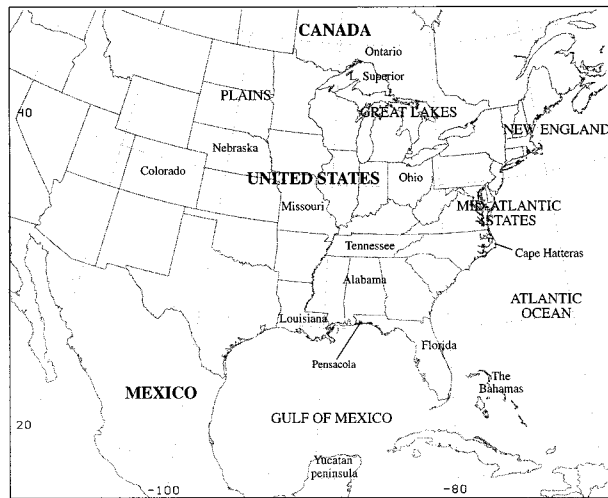 CANADA
Ontario
Superior
PLAINS
GREAT LAKES
40
NEW ENGLAND
Nebraska
Colorado
UNITED STATES
Ohio
Missouri
MID-ATLANTIC
STATES
Tennessee
Cape Hatteras
Alabama
ATLANTIC
OCEAN
Louisiana
Florida
Pensacola
The
Bahamas
MEXICO
20
GULF OF MEXICO
Yucatan
peninsula
-100
-80